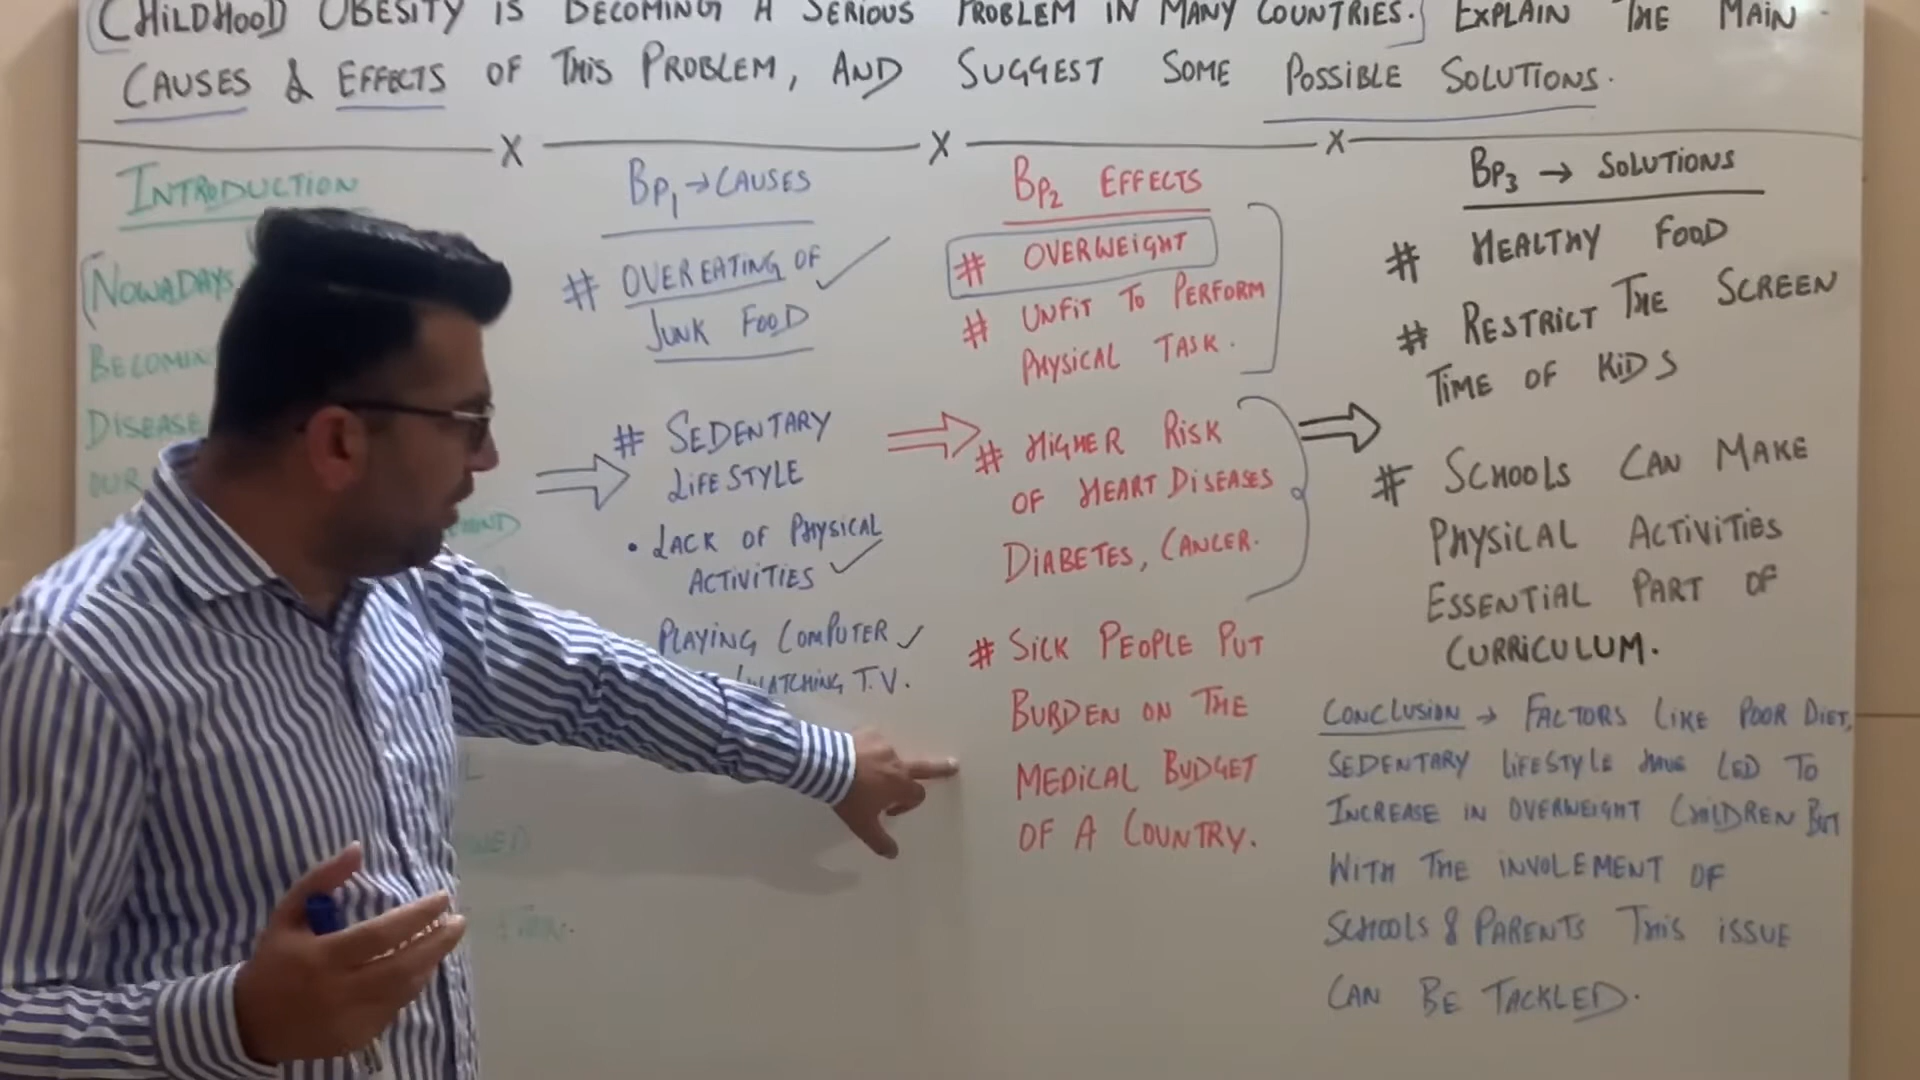 CHILDHOOD OBESITY IS BECOMING A SERIOUS PROBLEM IN MANY COUNTRIES. EXPLAIN THE MAIN
CAUSES & EFFECTS OF THIS PROBLEM, AND SUGGEST SOME POSSIBLE SOLUTIONS.
X X X
INTRODUCTION
NOWADAYS
DISEASE
OUR
BP1 → CAUSES
# OVEREATING OF
JUNK FOOD
# SEDENTARY
LIFESTYLE
• LACK OF PHYSICAL
ACTIVITIES
PLAYING COMPUTER
WATCHING T.V.
BP2 EFFECTS
# OVERWEIGHT
# UNFIT TO PERFORM
PHYSICAL TASK.
# HIGHER RISK
OF HEART DISEASES
DIABETES, CANCER.
# SICK PEOPLE PUT
BURDEN ON THE
MEDICAL BUDGET
OF A COUNTRY.
BP3 → SOLUTIONS
# HEALTHY FOOD
# RESTRICT THE SCREEN
TIME OF KIDS
# SCHOOLS CAN MAKE
PHYSICAL ACTIVITIES
ESSENTIAL PART OF
CURRICULUM.
CONCLUSION → FACTORS LIKE POOR DIET,
SEDENTARY LIFESTYLE HAVE LED TO
INCREASE IN OVERWEIGHT CHILDREN BUT
WITH THE INVOLEMENT OF
SCHOOLS & PARENTS THIS ISSUE
CAN BE TACKLED.